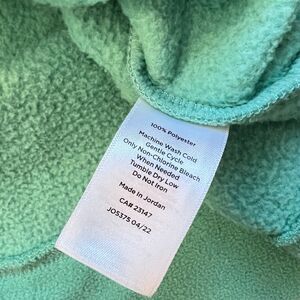 100% Polyester
Machine Wash Cold
Gentle Cycle
Only Non-Chlorine Bleach
When Needed
Tumble Dry Low
Do Not Iron
Made in Jordan
CA# 23147
JO5375 04/22